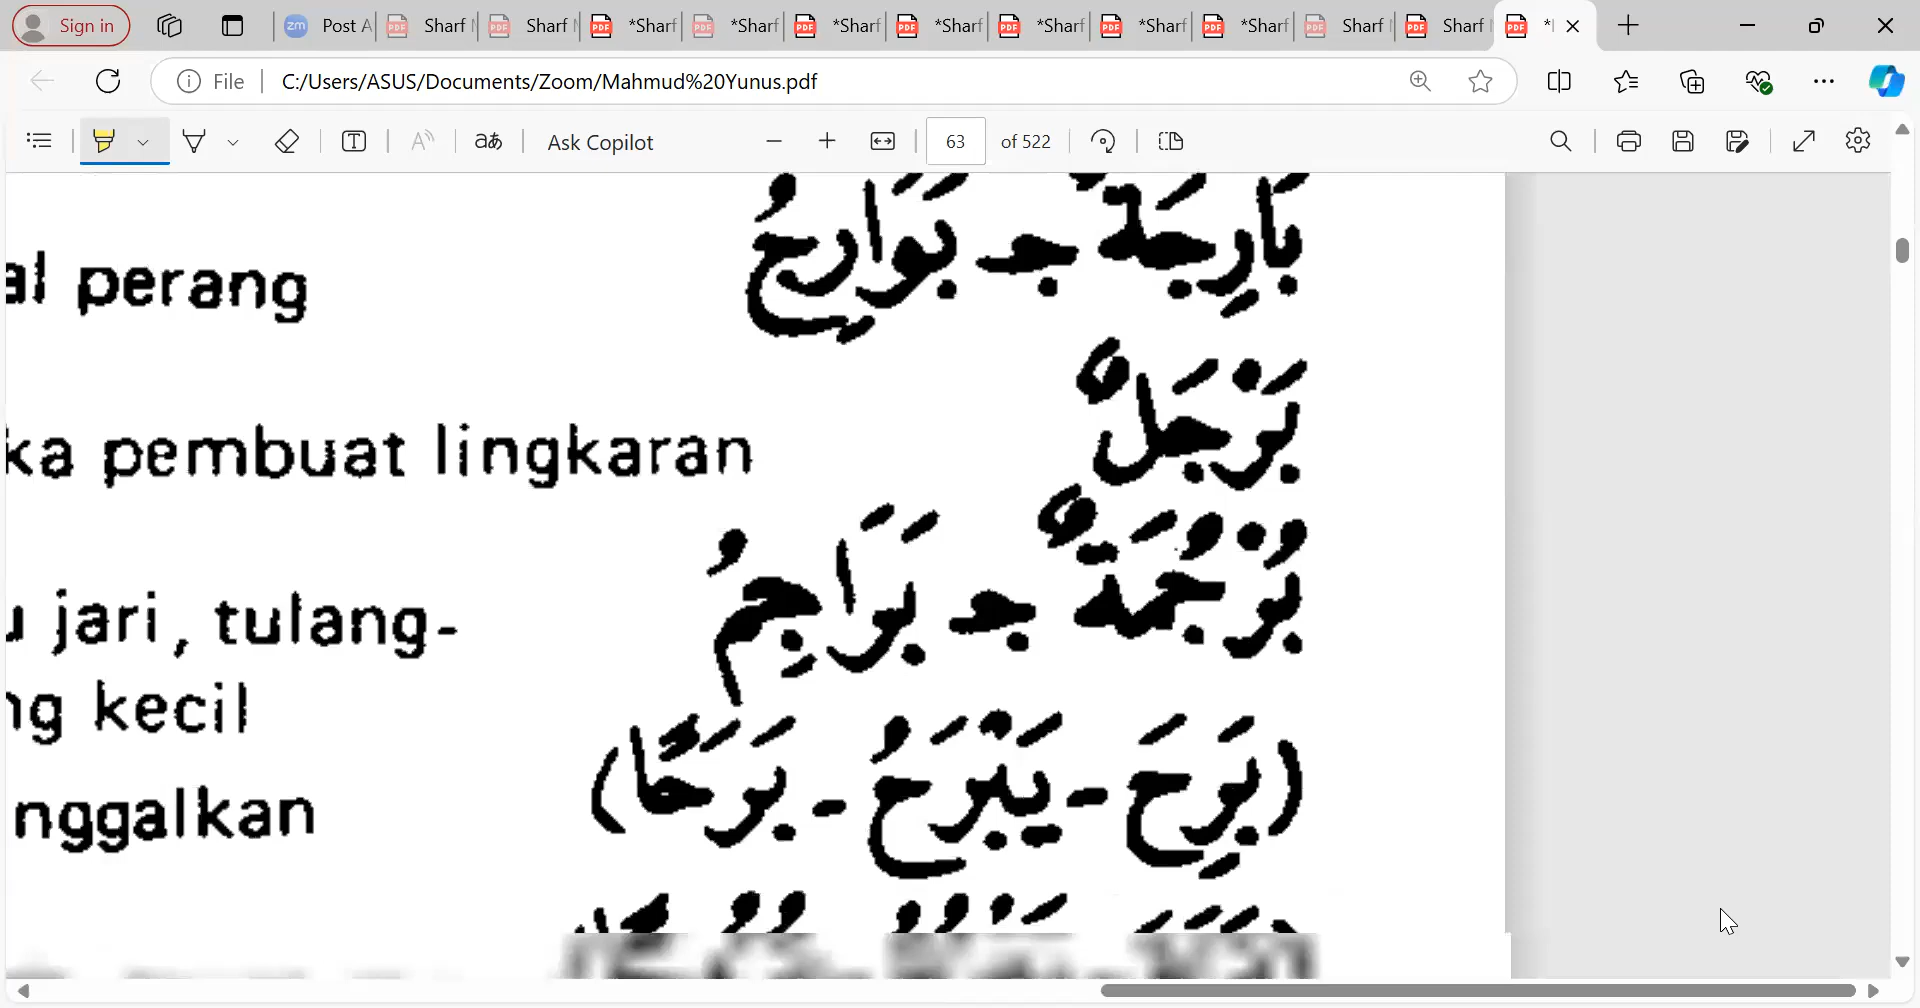 Sign in
Post A
Sharf
Sharf
*Sharf
*Sharf
*Sharf
*Sharf
*Sharf
*Sharf
*Sharf
Sharf
Sharf
File
C:/Users/ASUS/Documents/Zoom/Mahmud%20Yunus.pdf
Ask Copilot
63 of 522
al perang
بَارِجَةٌ جـ بَوَارِجُ
ka pembuat lingkaran
بَرْجَلٌ
u jari, tulang-
بُرْجُمَةٌ جـ بَرَاجِمُ
ng kecil
nggalkan
(بَرِحَ - يَبْرَحُ - بَرَحًا)